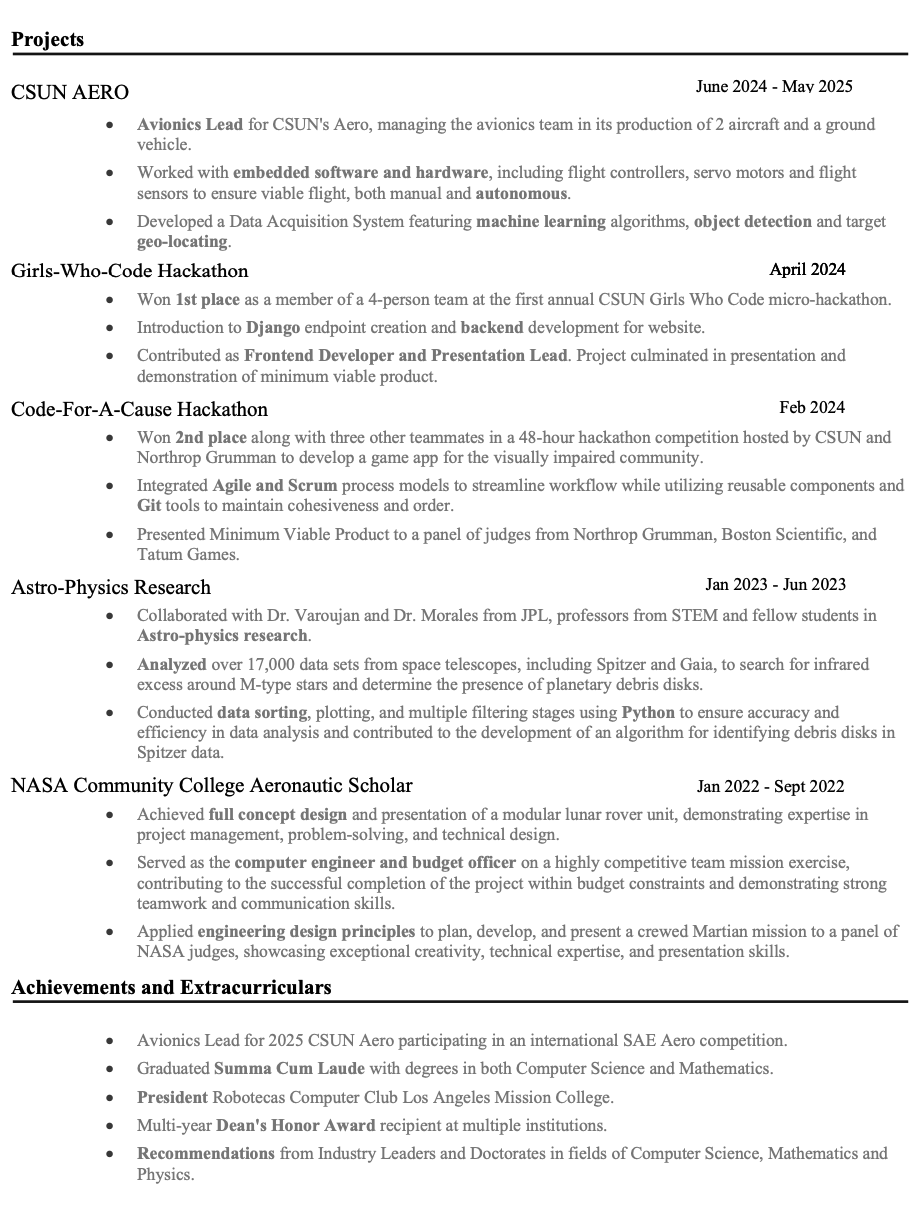 Projects
CSUN AERO
June 2024 - May 2025
• Avionics Lead for CSUN's Aero, managing the avionics team in its production of 2 aircraft and a ground
vehicle.
• Worked with embedded software and hardware, including flight controllers, servo motors and flight
sensors to ensure viable flight, both manual and autonomous.
• Developed a Data Acquisition System featuring machine learning algorithms, object detection and target
geo-locating.
Girls-Who-Code Hackathon
April 2024
• Won 1st place as a member of a 4-person team at the first annual CSUN Girls Who Code micro-hackathon.
• Introduction to Django endpoint creation and backend development for website.
• Contributed as Frontend Developer and Presentation Lead. Project culminated in presentation and
demonstration of minimum viable product.
Code-For-A-Cause Hackathon
Feb 2024
• Won 2nd place along with three other teammates in a 48-hour hackathon competition hosted by CSUN and
Northrop Grumman to develop a game app for the visually impaired community.
• Integrated Agile and Scrum process models to streamline workflow while utilizing reusable components and
Git tools to maintain cohesiveness and order.
• Presented Minimum Viable Product to a panel of judges from Northrop Grumman, Boston Scientific, and
Tatum Games.
Astro-Physics Research
Jan 2023 - Jun 2023
• Collaborated with Dr. Varoujan and Dr. Morales from JPL, professors from STEM and fellow students in
Astro-physics research.
• Analyzed over 17,000 data sets from space telescopes, including Spitzer and Gaia, to search for infrared
excess around M-type stars and determine the presence of planetary debris disks.
• Conducted data sorting, plotting, and multiple filtering stages using Python to ensure accuracy and
efficiency in data analysis and contributed to the development of an algorithm for identifying debris disks in
Spitzer data.
NASA Community College Aeronautic Scholar
Jan 2022 - Sept 2022
• Achieved full concept design and presentation of a modular lunar rover unit, demonstrating expertise in
project management, problem-solving, and technical design.
• Served as the computer engineer and budget officer on a highly competitive team mission exercise,
contributing to the successful completion of the project within budget constraints and demonstrating strong
teamwork and communication skills.
• Applied engineering design principles to plan, develop, and present a crewed Martian mission to a panel of
NASA judges, showcasing exceptional creativity, technical expertise, and presentation skills.
Achievements and Extracurriculars
• Avionics Lead for 2025 CSUN Aero participating in an international SAE Aero competition.
• Graduated Summa Cum Laude with degrees in both Computer Science and Mathematics.
• President Robotecas Computer Club Los Angeles Mission College.
• Multi-year Dean's Honor Award recipient at multiple institutions.
• Recommendations from Industry Leaders and Doctorates in fields of Computer Science, Mathematics and
Physics.